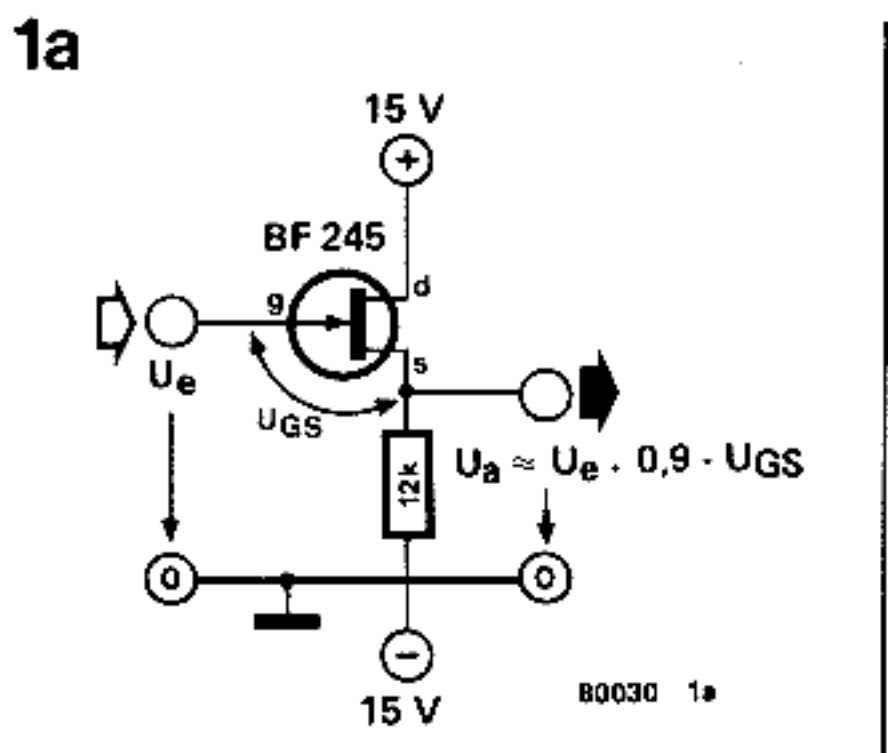 1a
15 V
+
BF 245
d
g
s
Ue
UGS
12k
Ua ≈ Ue · 0,9 - UGS
0
0
−
15 V
80030 1a